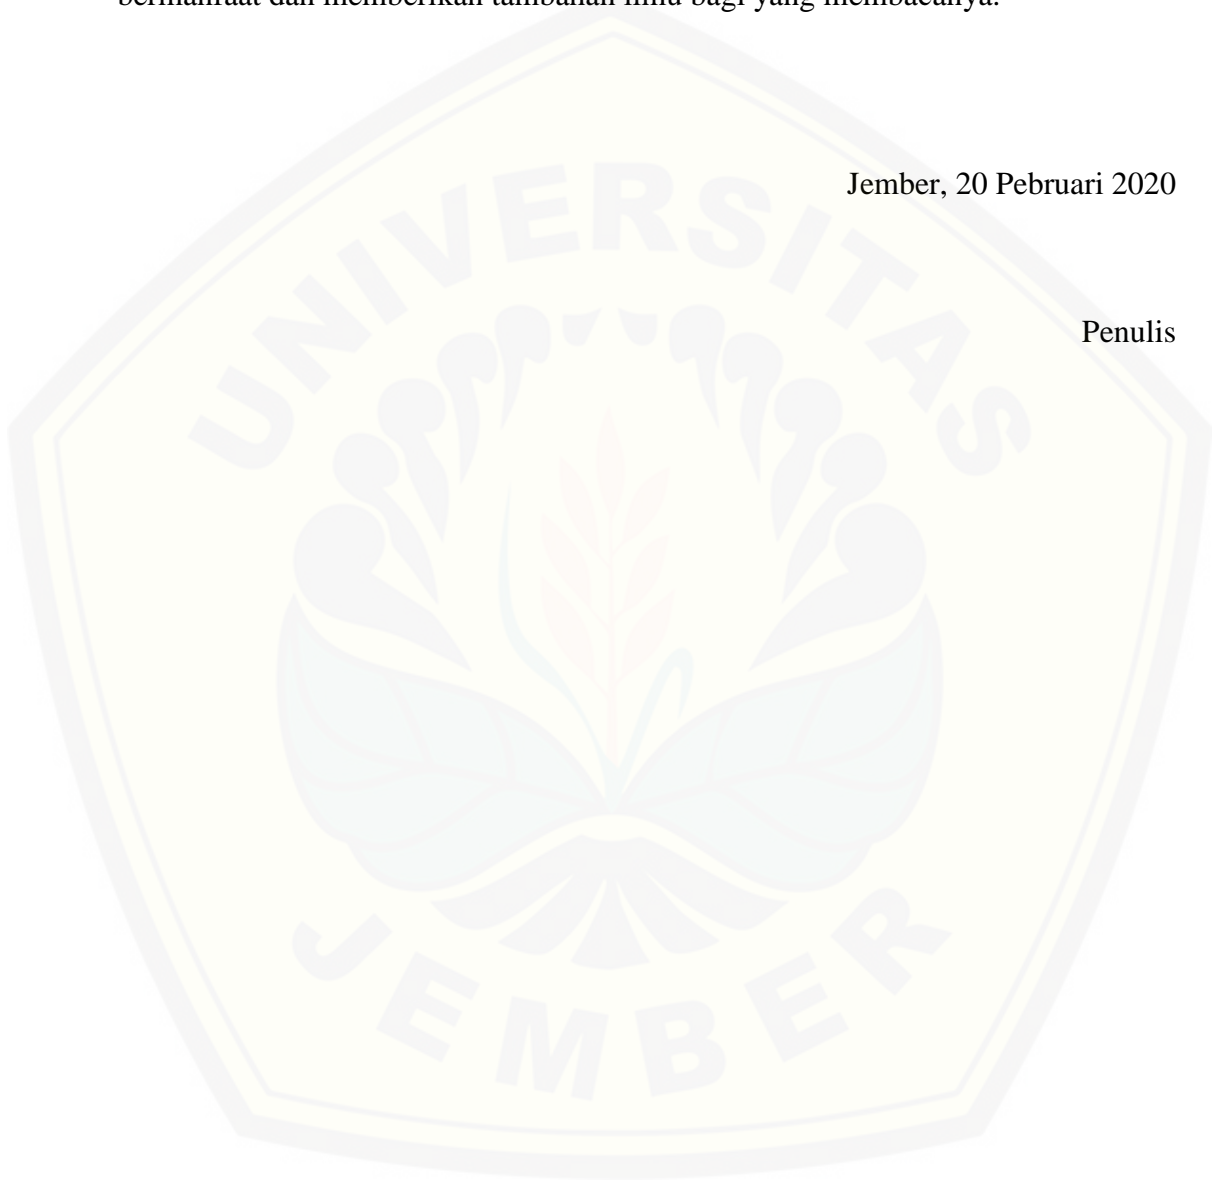 bermanfaat dan memberikan tambahan ilmu bagi yang membacanya.
Jember, 20 Pebruari 2020
Penulis
UNIVERSITAS
JEMBER